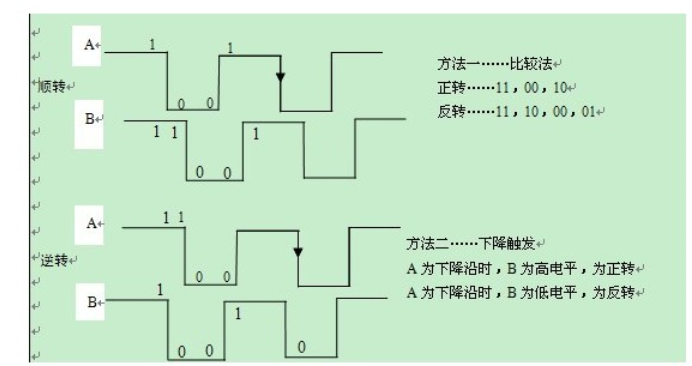 A
1
1
顺转
0 0
B
1 1
1
0 0
方法一……比较法
正转……11，00，10
反转……11，10，00，01
A
1 1
逆转
0 0
B
1
1
0 0
0
方法二……下降触发
A 为下降沿时，B 为高电平，为正转
A 为下降沿时，B 为低电平，为反转